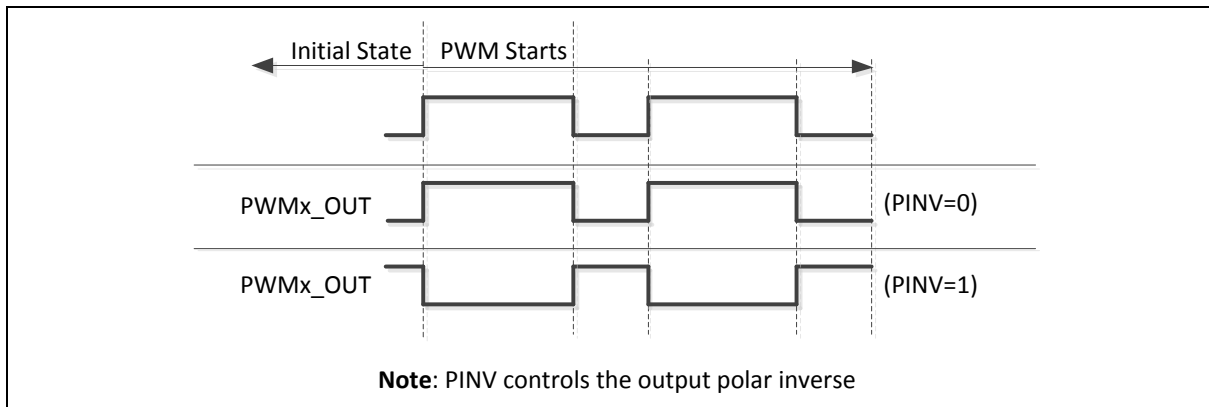 Initial State PWM Starts
PWMx_OUT (PINV=0)
PWMx_OUT (PINV=1)
Note: PINV controls the output polar inverse